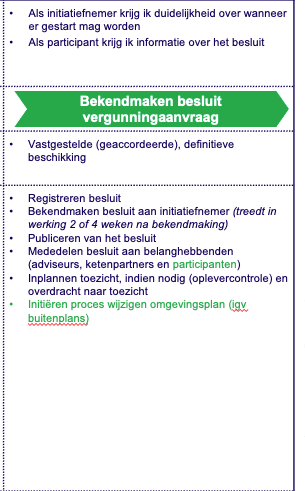 • Als initiatiefnemer krijg ik duidelijkheid over wanneer
er gestart mag worden
• Als participant krijg ik informatie over het besluit
Bekendmaken besluit
vergunningaanvraag
• Vastgestelde (geaccordeerde), definitieve
beschikking
• Registreren besluit
• Bekendmaken besluit aan initiatiefnemer (treedt in
werking 2 of 4 weken na bekendmaking)
• Publiceren van het besluit
• Mededelen besluit aan belanghebbenden
(adviseurs, ketenpartners en participanten)
• Inplannen toezicht, indien nodig (oplevercontrole) en
overdracht naar toezicht
• Initiëren proces wijzigen omgevingsplan (igv
buitenplans)